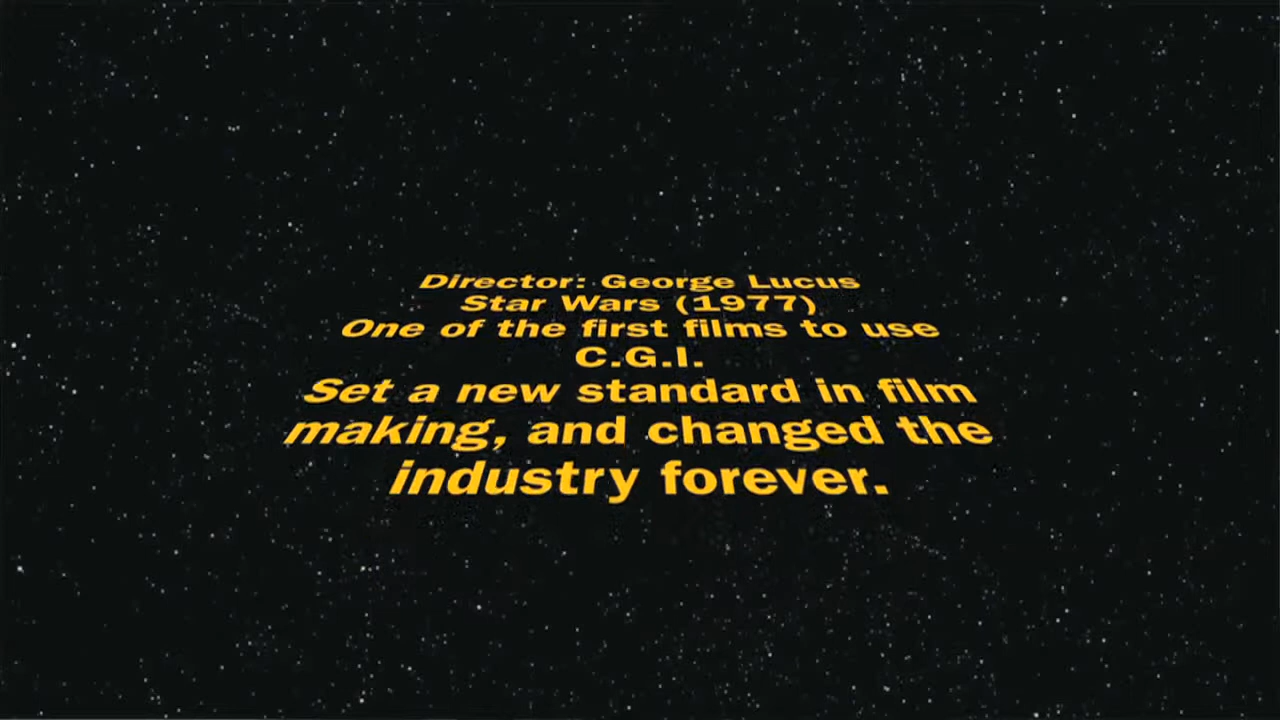 Director: George Lucus
Star Wars (1977)
One of the first films to use
C.G.I.
Set a new standard in film
making, and changed the
industry forever.